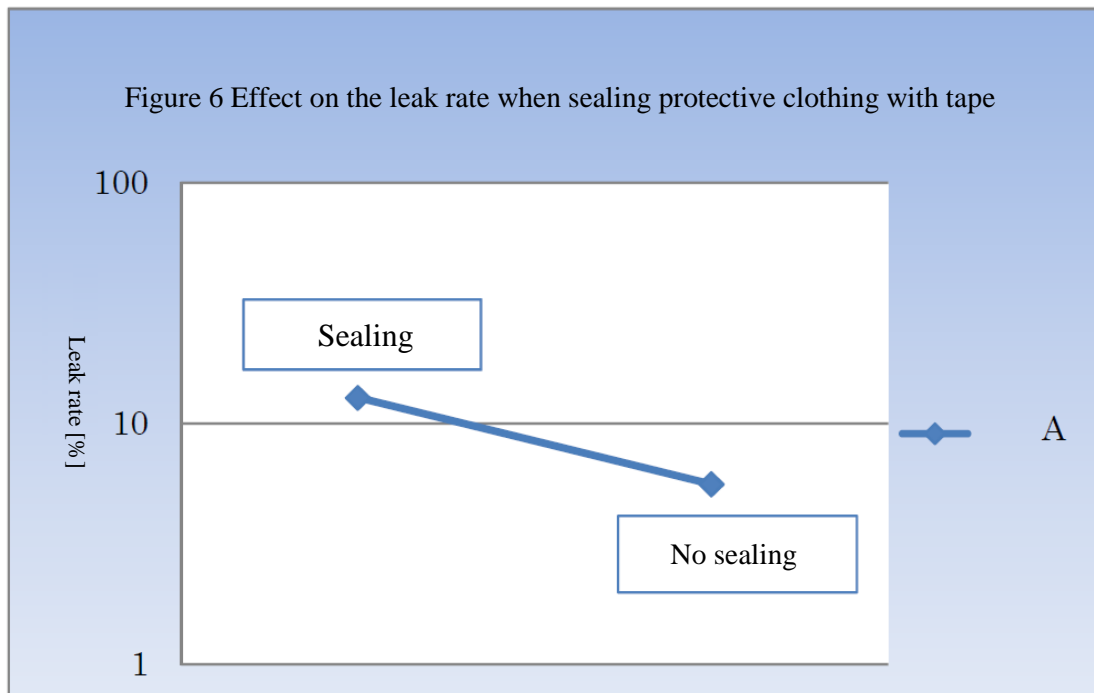 Figure 6 Effect on the leak rate when sealing protective clothing with tape
100
Sealing
Leak rate [%]
10
A
No sealing
1